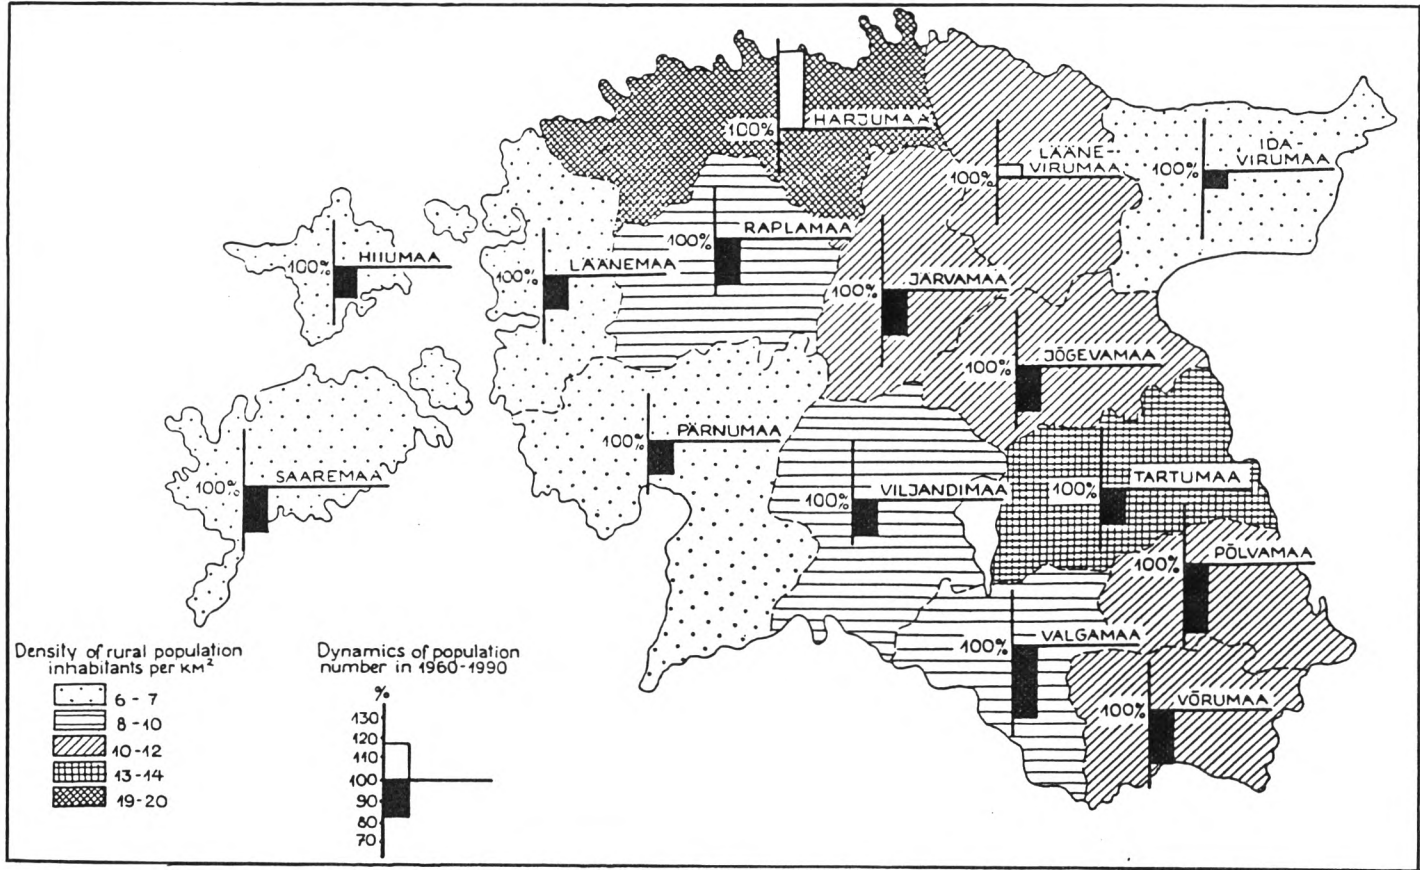 HARJUMAA
100%
LÄÄNE-
VIRUMAA
100%
IDA-
VIRUMAA
100%
RAPLAMAA
100%
HIIUMAA
100%
LÄÄNEMAA
100%
JÄRVAMAA
100%
JÕGEVAMAA
100%
PÄRNUMAA
100%
SAAREMAA
100%
VILJANDIMAA
100%
TARTUMAA
100%
PÕLVAMAA
100%
VALGAMAA
100%
VÕRUMAA
100%
Density of rural population
inhabitants per KM²
6 - 7
8 - 10
10 - 12
13 - 14
19 - 20
Dynamics of population
number in 1960-1990
%
130
120
110
100
90
80
70